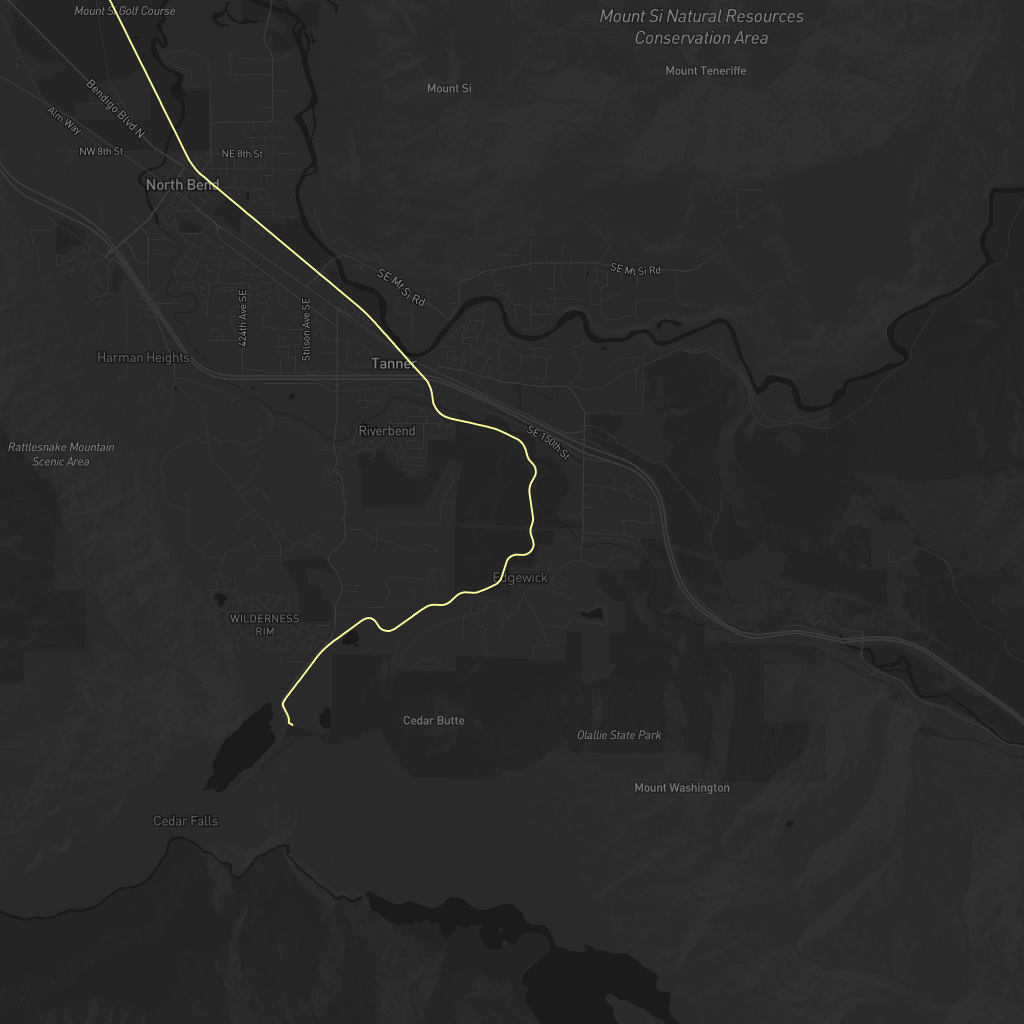 Mount Si Golf Course
Mount Si Natural Resources
Conservation Area
Mount Teneriffe
Mount Si
Bendigo Blvd N
Alm Way
NW 8th St
NE 8th St
North Bend
SE Mt Si Rd
SE Mt Si Rd
424th Ave SE
Stilson Ave SE
Harman Heights
Tanner
Riverbend
SE 150th St
Rattlesnake Mountain
Scenic Area
Edgewick
WILDERNESS
RIM
Cedar Butte
Olallie State Park
Mount Washington
Cedar Falls